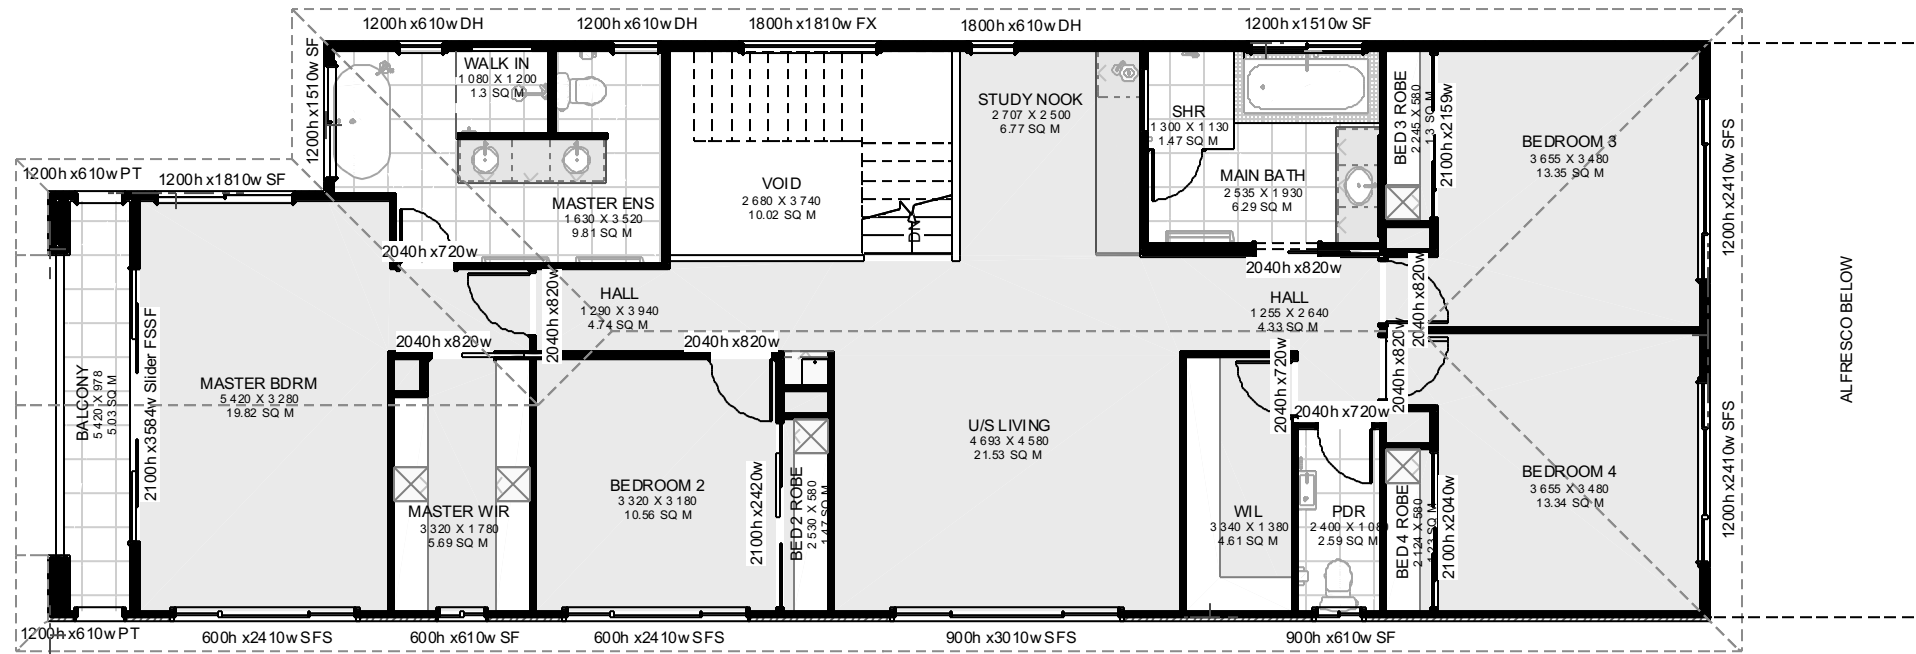 1200h x610w DH
1200h x610w DH
1800h x1810w FX
1800h x610w DH
1200h x1510w SF
1200h x1510w SF
WALK IN
1 080 X 1 200
1.3 SQ M
STUDY NOOK
2 707 X 2 500
6.77 SQ M
SHR
1 300 X 1 130
1.47 SQ M
BED 3 ROBE
2 245 X 580
1.3 SQ M
2100h x2159w
BEDROOM 3
3 655 X 3 480
13.35 SQ M
1200h x2410w SFS
1200h x610w PT
1200h x1810w SF
VOID
2 680 X 3 740
10.02 SQ M
MAIN BATH
2 535 X 1 930
6.29 SQ M
MASTER ENS
1 630 X 3 520
9.81 SQ M
DN
2040h x720w
2040h x820w
2040h x820w
2040h x820w
HALL
1 290 X 3 940
4.74 SQ M
HALL
1 255 X 2 640
4.33 SQ M
ALFRESCO BELOW
2040h x820w
2040h x820w
2040h x720w
2040h x820w
BALCONY
5 420 X 978
5.03 SQ M
2100h x3584w Slider FSSF
MASTER BDRM
5 420 X 3 280
19.82 SQ M
2040h x720w
U/S LIVING
4 693 X 4 580
21.53 SQ M
BEDROOM 4
3 655 X 3 480
13.34 SQ M
1200h x2410w SFS
BEDROOM 2
3 320 X 3 180
10.56 SQ M
2100h x2420w
BED 2 ROBE
2 530 X 580
1.47 SQ M
MASTER WIR
3 320 X 1 780
5.69 SQ M
WIL
3 340 X 1 380
4.61 SQ M
PDR
2 400 X 1 080
2.59 SQ M
BED 4 ROBE
2 124 X 580
1.23 SQ M
2100h x2040w
1200h x610w PT
600h x2410w SFS
600h x610w SF
600h x2410w SFS
900h x3010w SFS
900h x610w SF